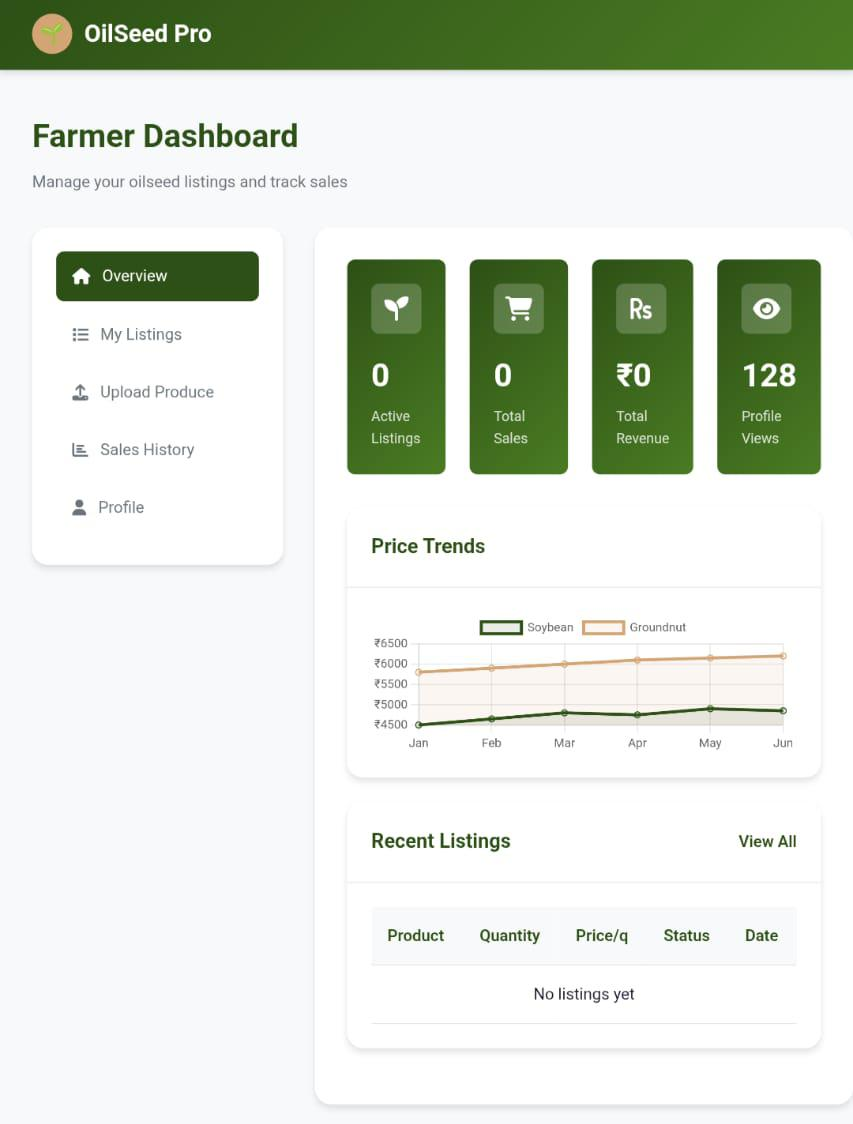 OilSeed Pro
Farmer Dashboard
Manage your oilseed listings and track sales
Overview
My Listings
Upload Produce
Sales History
Profile
0
Active
Listings
0
Total
Sales
Rs
₹0
Total
Revenue
128
Profile
Views
Price Trends
Soybean Groundnut
₹6500
₹6000
₹5500
₹5000
₹4500
Jan Feb Mar Apr May Jun
Recent Listings View All
Product Quantity Price/q Status Date
No listings yet